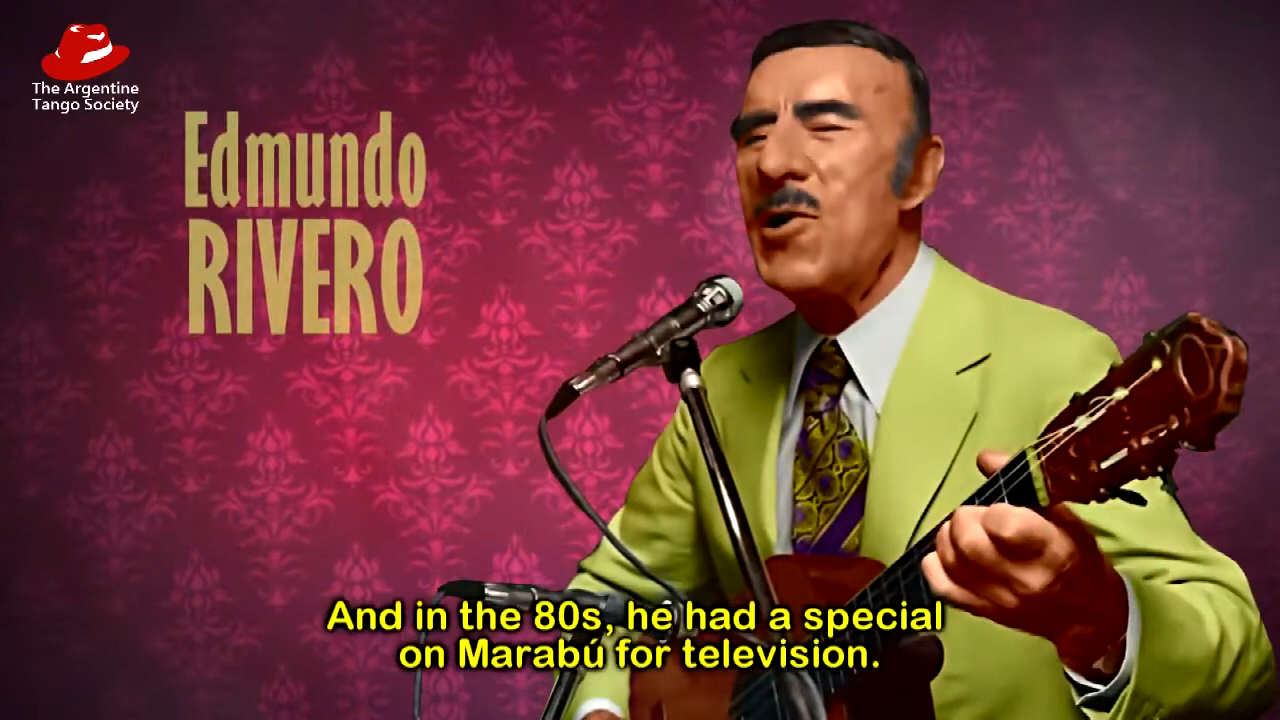 The Argentine
Tango Society
Edmundo
RIVERO
And in the 80s, he had a special
on Marabú for television.